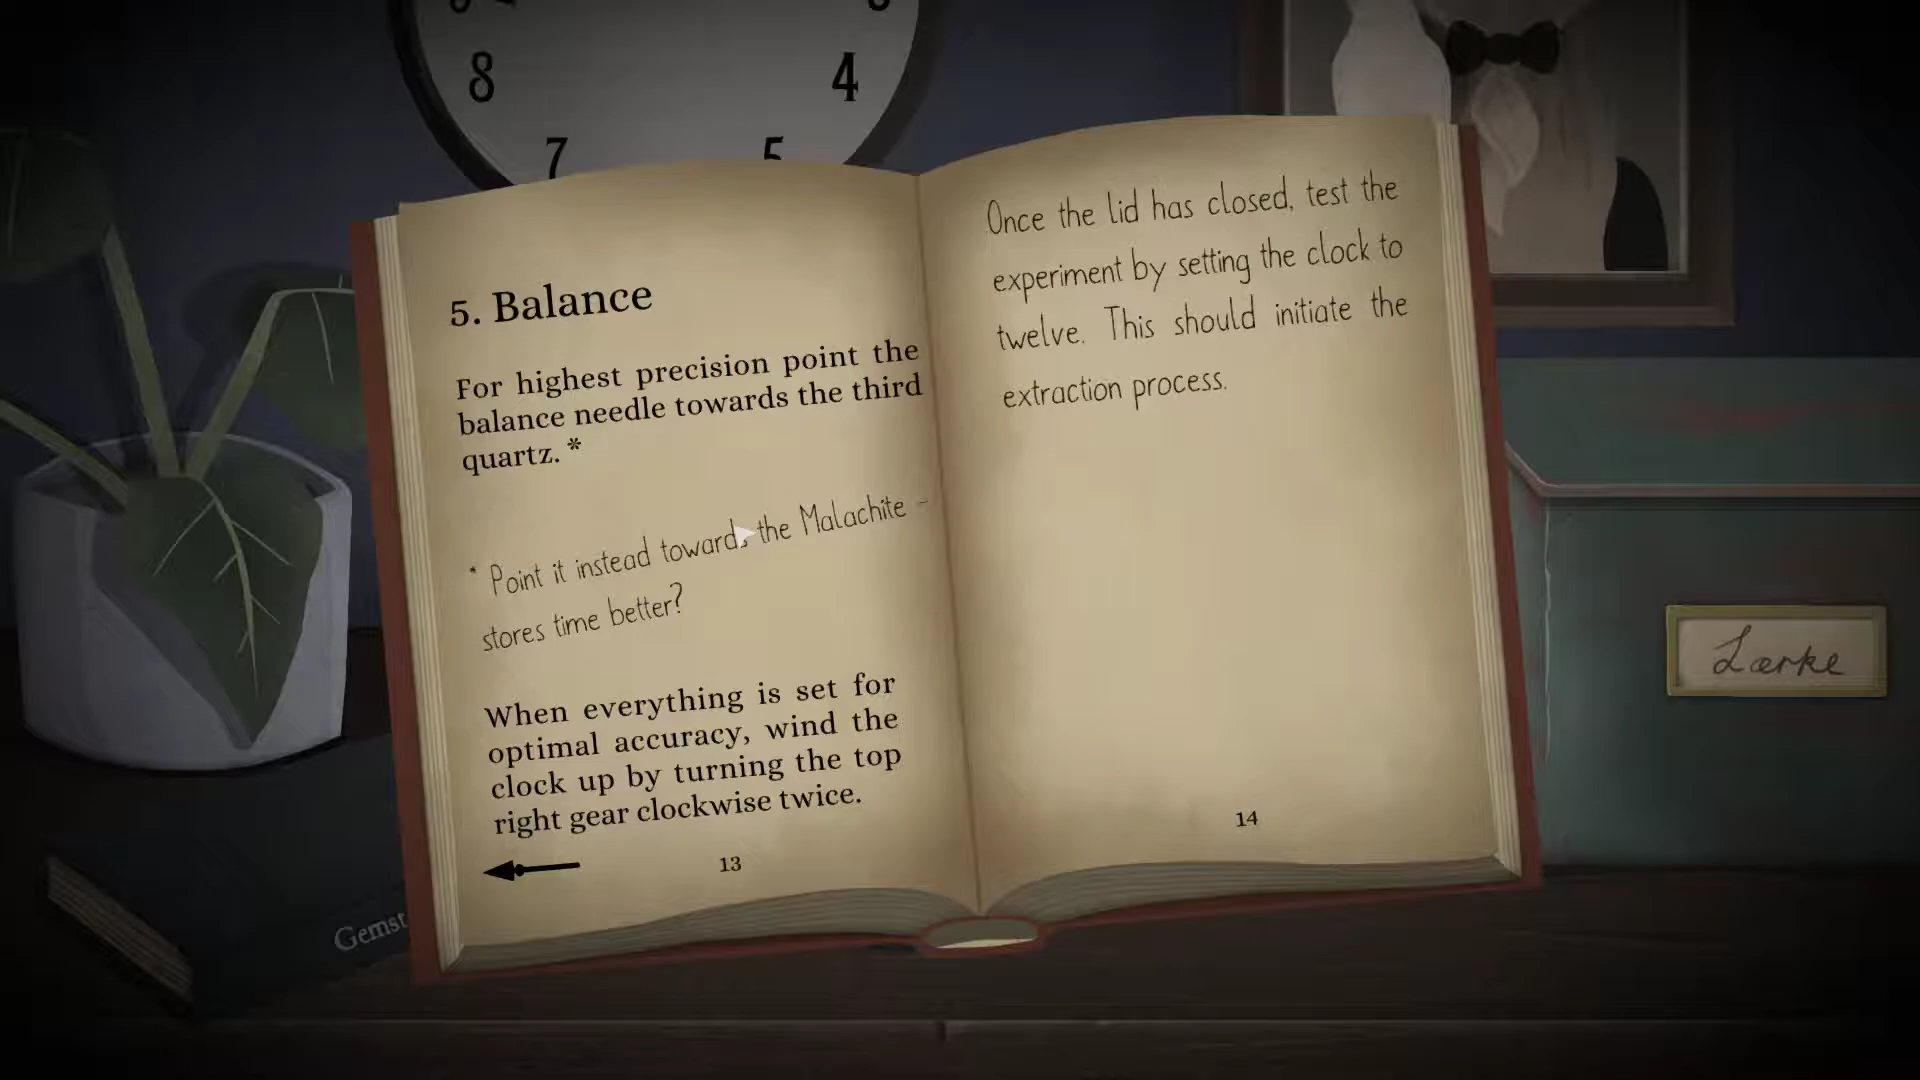 8
4
7
5
5. Balance
For highest precision point the
balance needle towards the third
quartz. *
* Point it instead towards the Malachite -
stores time better?
When everything is set for
optimal accuracy, wind the
clock up by turning the top
right gear clockwise twice.
13
Once the lid has closed, test the
experiment by setting the clock to
twelve. This should initiate the
extraction process.
14
Lærke
Gemst